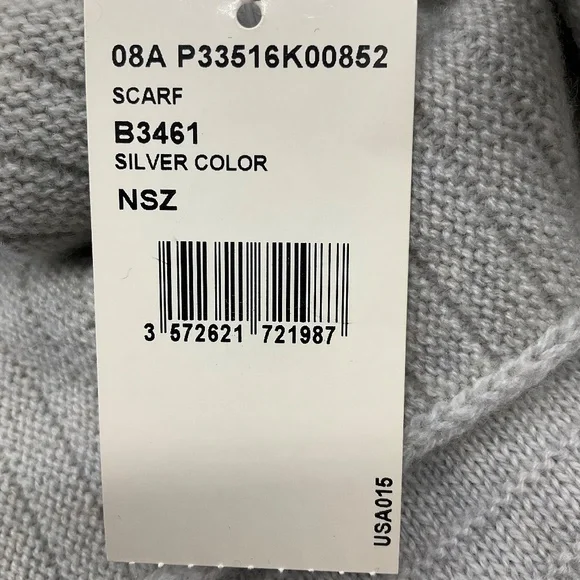 08A P33516K00852
SCARF
B3461
SILVER COLOR
NSZ
3 572621 721987
USA015